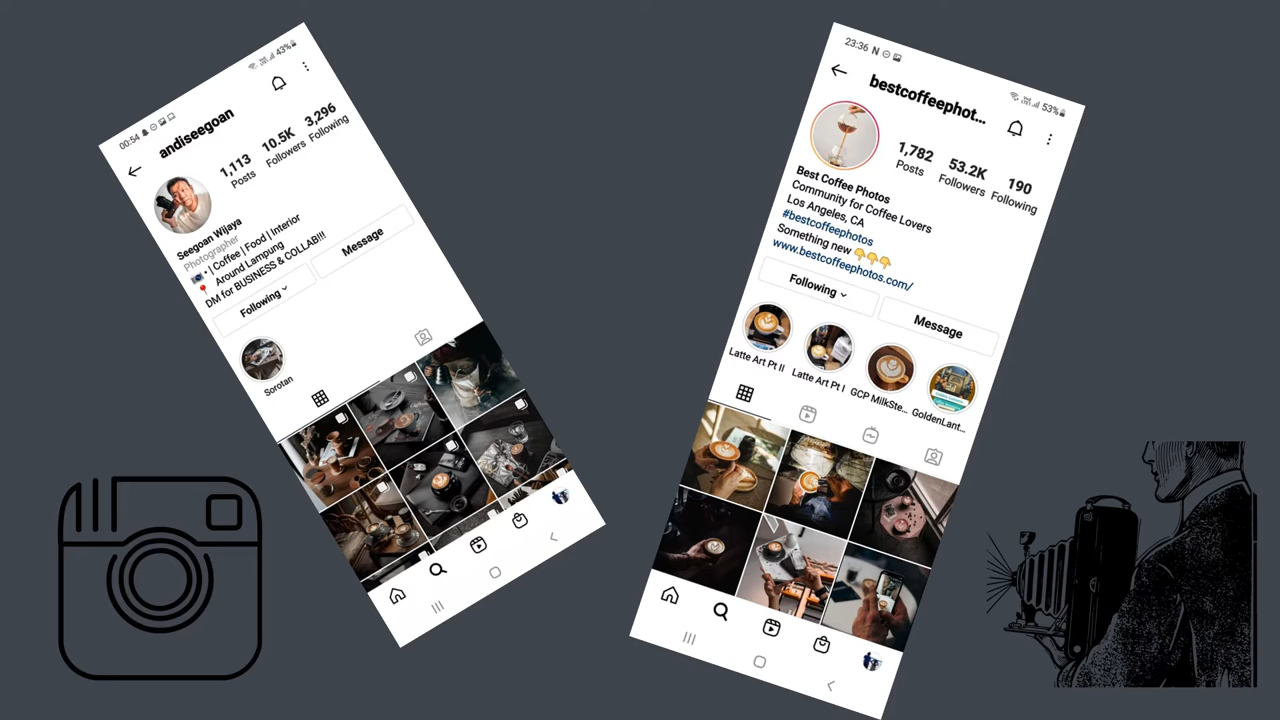 00:54
43%
andiseegoan
1,113 10.5K 3,296
Posts Followers Following
Seegoan Wijaya
Photographer
📷• | Coffee | Food | Interior
📍 Around Lampung
DM for BUSINESS & COLLAB!!!
Following
Message
Sorotan
23:36 N
53%
bestcoffeephot...
1,782 53.2K 190
Posts Followers Following
Best Coffee Photos
Community for Coffee Lovers
Los Angeles, CA
#bestcoffeephotos
Something new 👇👇👇
www.bestcoffeephotos.com/
Following
Message
Latte Art Pt II
Latte Art Pt I
GCP MilkSte...
GoldenLant...